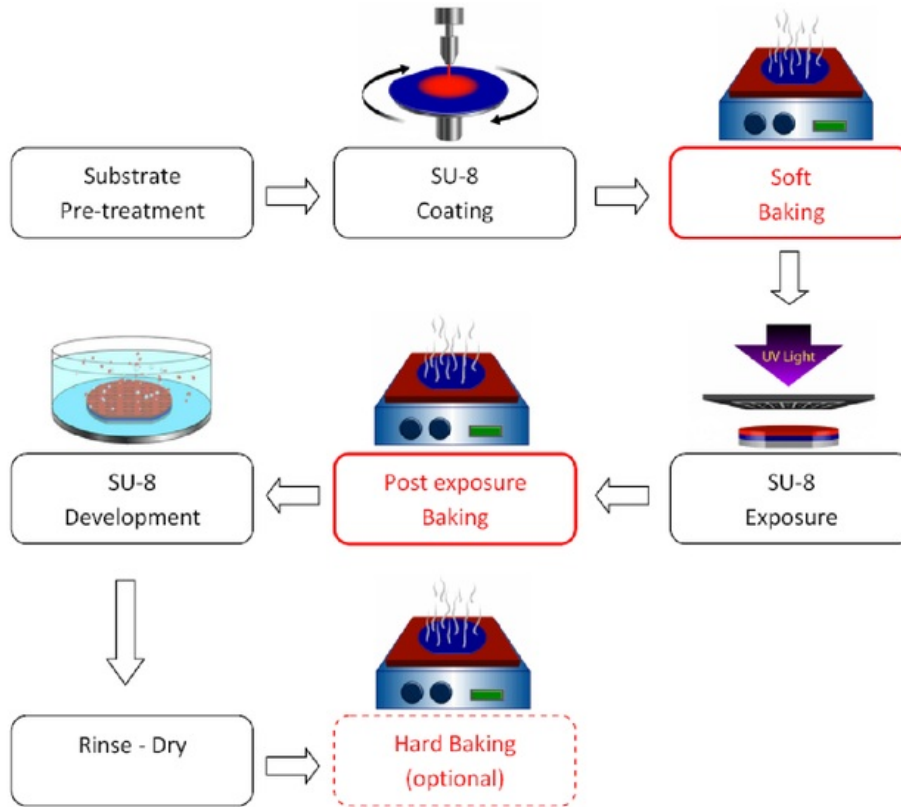 Substrate
Pre-treatment
SU-8
Coating
Soft
Baking
UV Light
SU-8
Exposure
Post exposure
Baking
SU-8
Development
Rinse - Dry
Hard Baking
(optional)